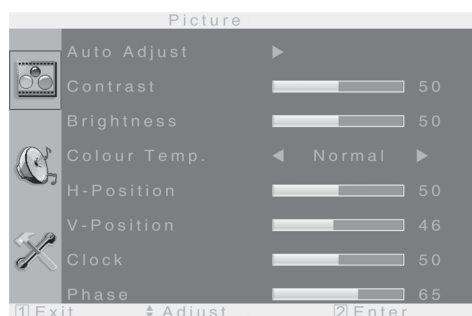 Picture
Auto Adjust
Contrast 50
Brightness 50
Colour Temp. Normal
H-Position 50
V-Position 46
Clock 50
Phase 65
1 Exit Adjust 2 Enter